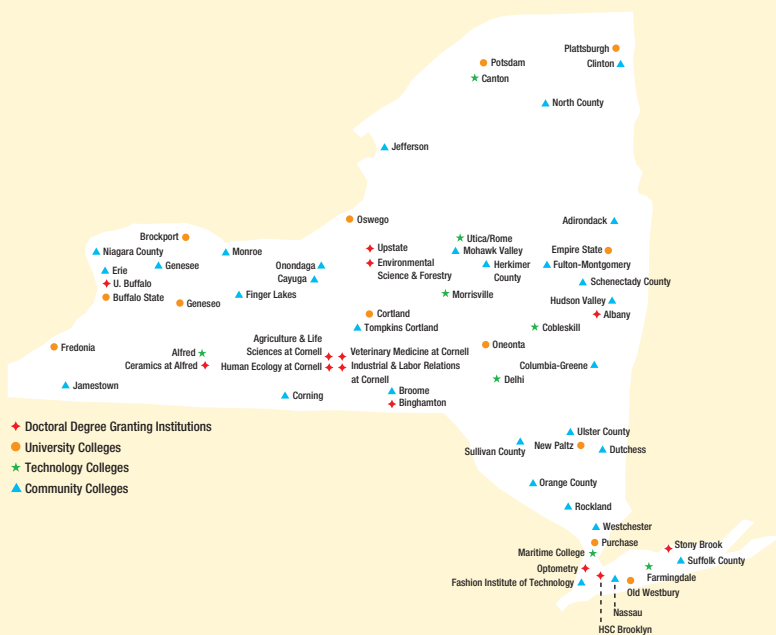 Plattsburgh
Clinton
Potsdam
Canton
North County
Jefferson
Oswego
Adirondack
Brockport
Niagara County
Monroe
Upstate
Utica/Rome
Mohawk Valley
Empire State
Erie
Genesee
Onondaga
Environmental
Science & Forestry
Herkimer
County
Fulton-Montgomery
U. Buffalo
Cayuga
Schenectady County
Buffalo State
Geneseo
Finger Lakes
Morrisville
Hudson Valley
Albany
Cortland
Tompkins Cortland
Cobleskill
Fredonia
Alfred
Ceramics at Alfred
Agriculture & Life
Sciences at Cornell
Human Ecology at Cornell
Veterinary Medicine at Cornell
Industrial & Labor Relations
at Cornell
Oneonta
Columbia-Greene
Delhi
Jamestown
Corning
Broome
Binghamton
Doctoral Degree Granting Institutions
University Colleges
Technology Colleges
Community Colleges
Ulster County
Sullivan County
New Paltz
Dutchess
Orange County
Rockland
Westchester
Purchase
Maritime College
Stony Brook
Suffolk County
Optometry
Fashion Institute of Technology
Farmingdale
Old Westbury
Nassau
HSC Brooklyn